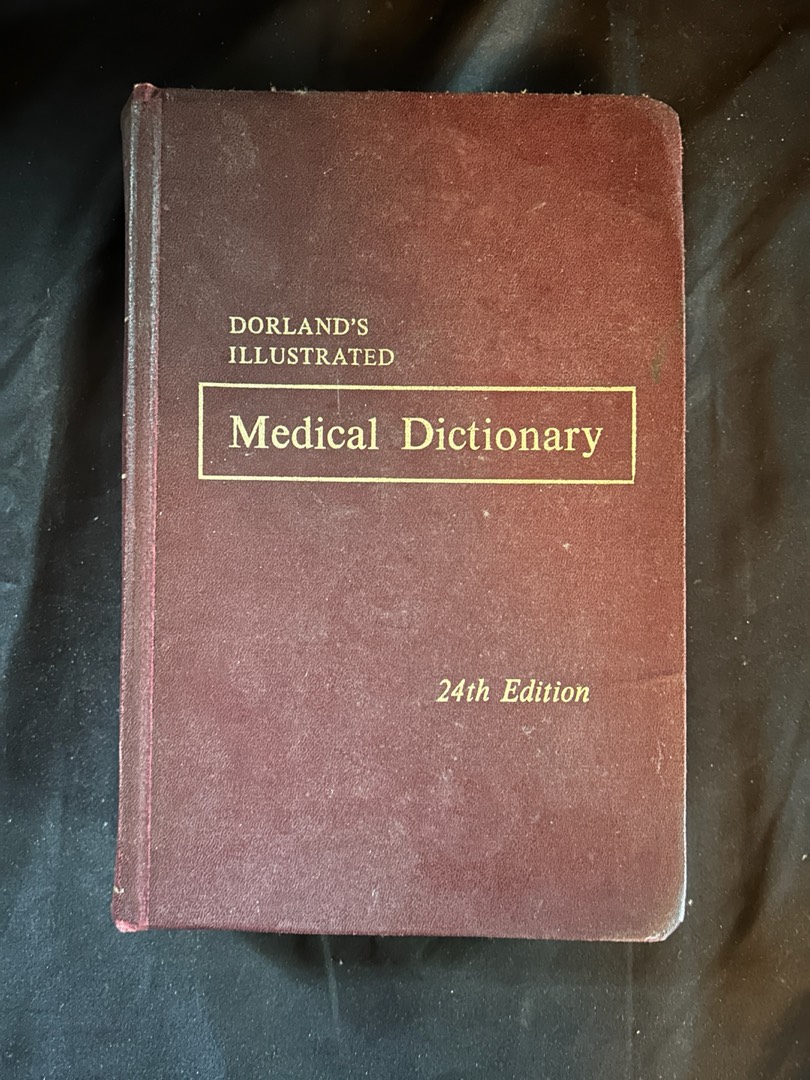 DORLAND'S
ILLUSTRATED
Medical Dictionary
24th Edition